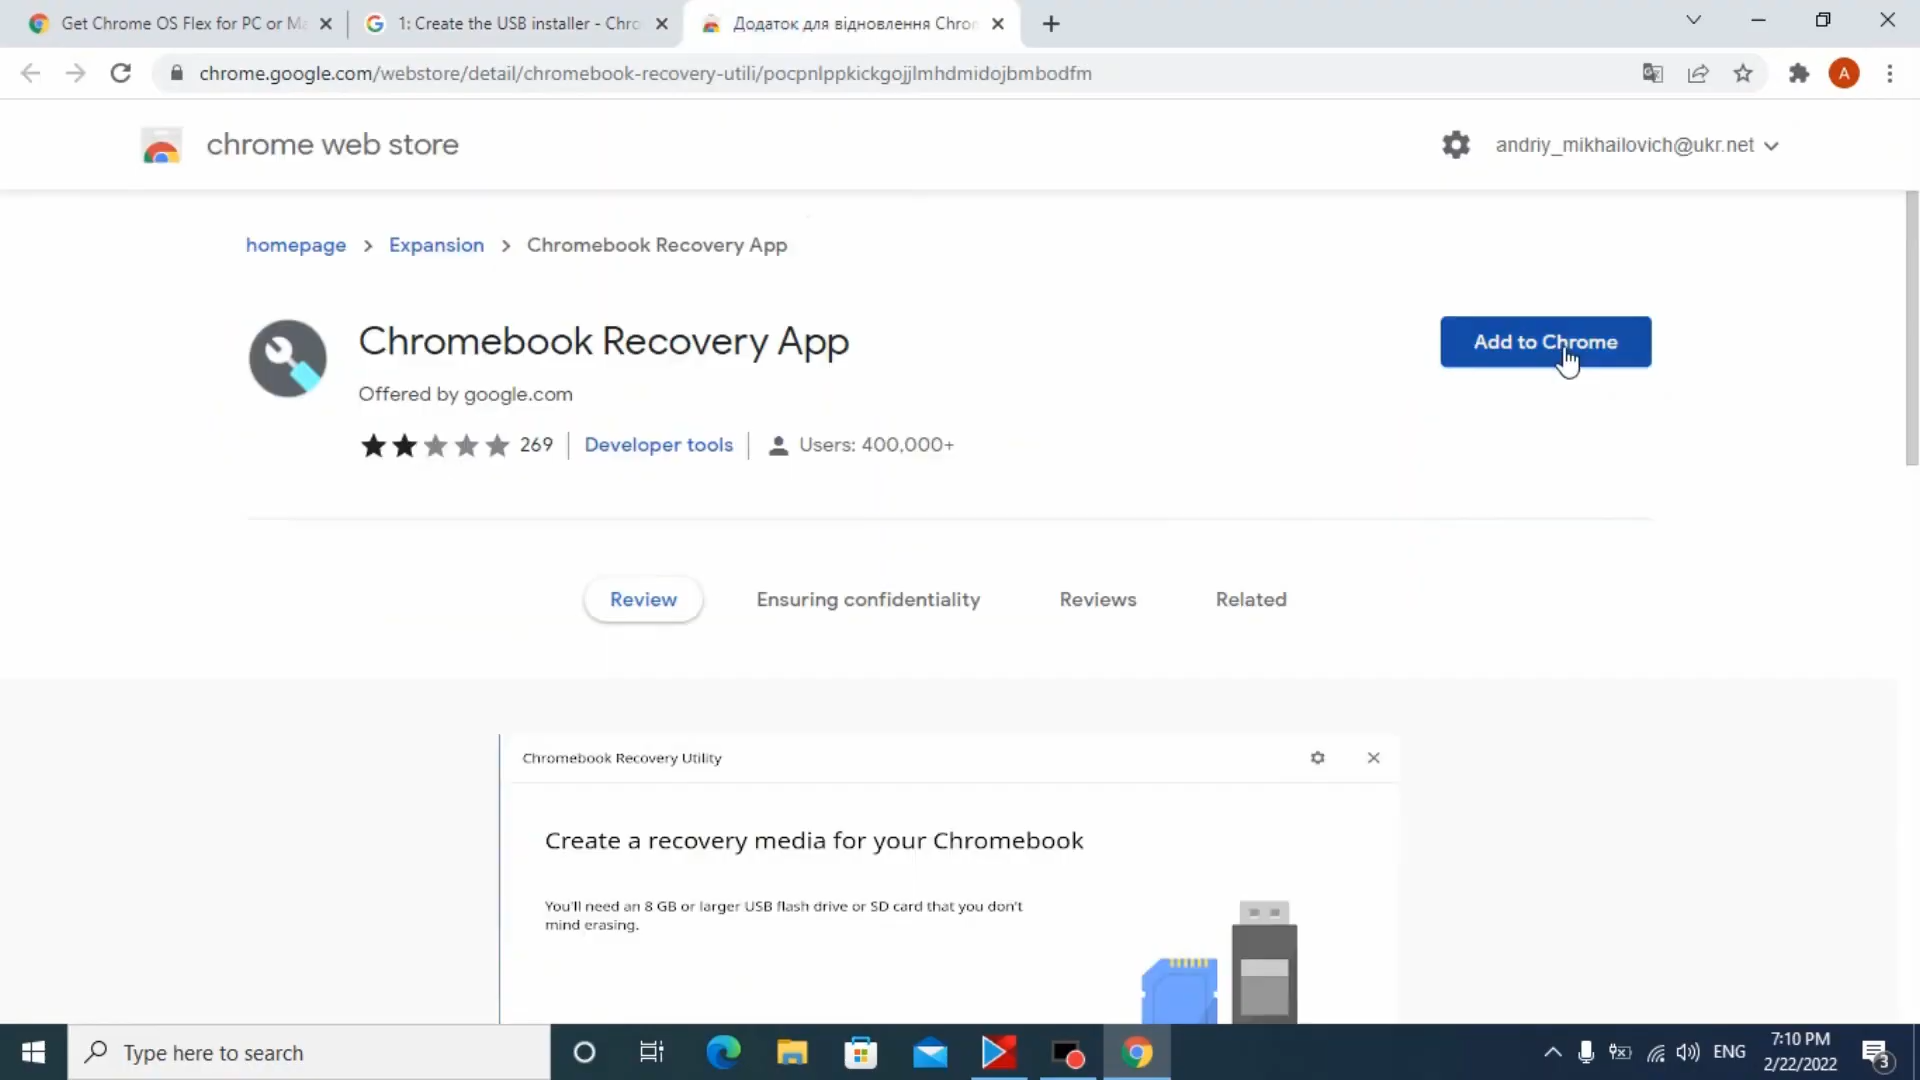 Get Chrome OS Flex for PC or Ma
1: Create the USB installer - Chro
Додаток для відновлення Chrom
chrome.google.com/webstore/detail/chromebook-recovery-utili/pocpnlppkickgojjlmhdmidojbmbodfm
A
chrome web store
andriy_mikhailovich@ukr.net
homepage > Expansion > Chromebook Recovery App
Chromebook Recovery App
Add to Chrome
Offered by google.com
269 Developer tools Users: 400,000+
Review Ensuring confidentiality Reviews Related
Chromebook Recovery Utility
Create a recovery media for your Chromebook
You'll need an 8 GB or larger USB flash drive or SD card that you don't
mind erasing.
Type here to search
ENG
7:10 PM
2/22/2022
3